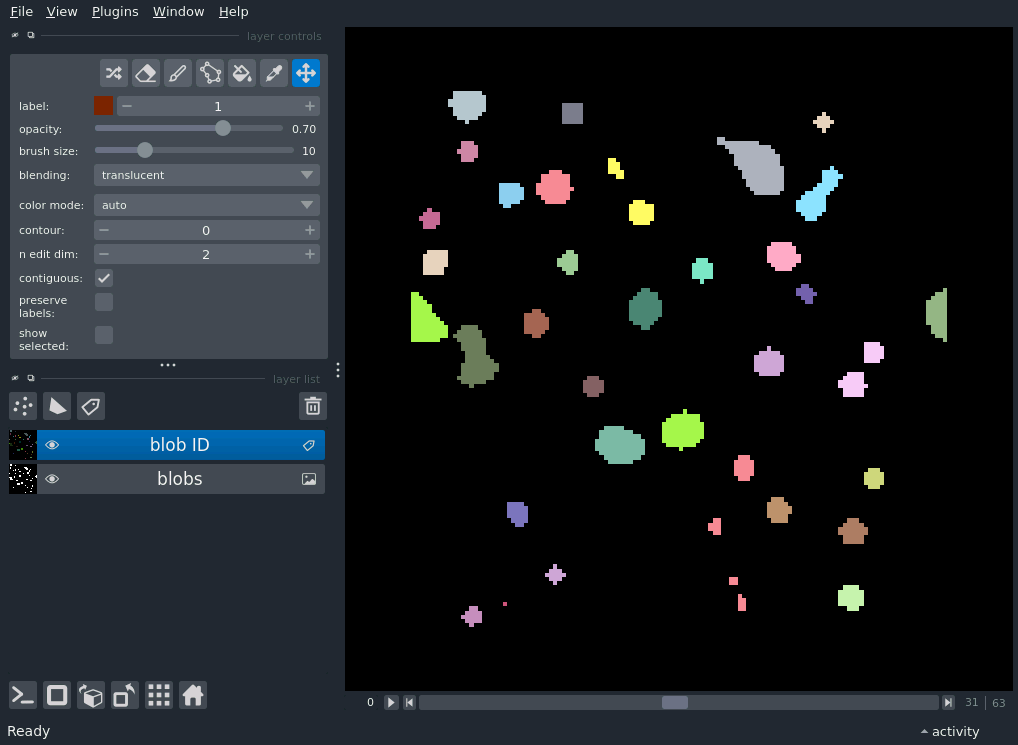 File View Plugins Window Help
layer controls
label: 1
opacity: 0.70
brush size: 10
blending: translucent
color mode: auto
contour: 0
n edit dim: 2
contiguous:
preserve
labels:
show
selected:
layer list
blob ID
blobs
0 31 63
Ready activity